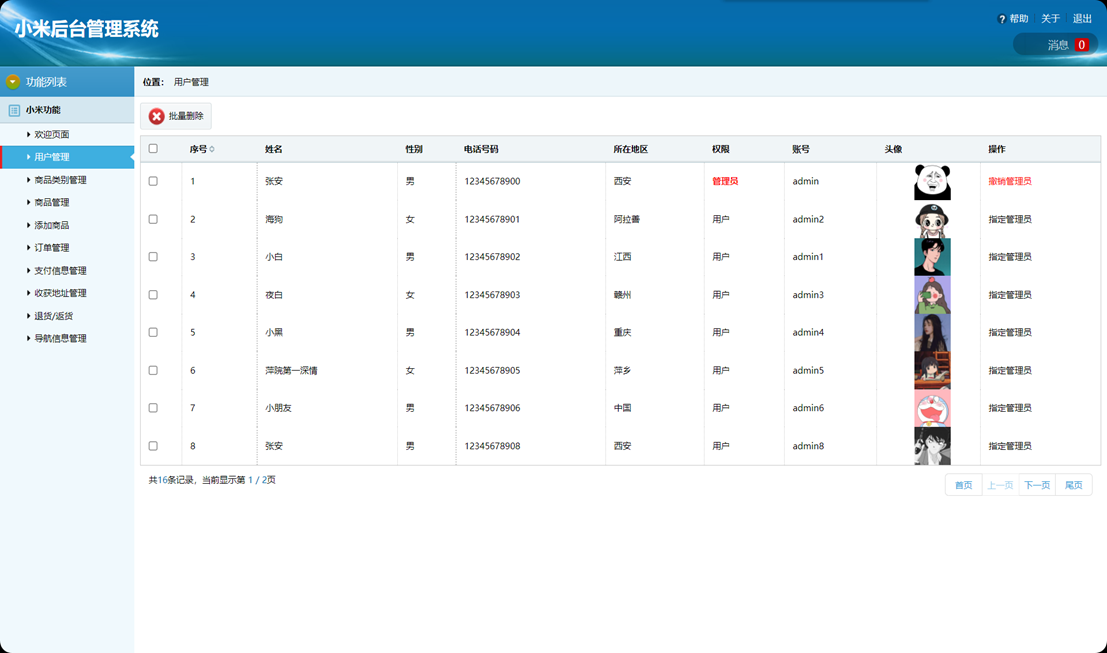 小米后台管理系统
? 帮助 关于 退出
消息 0
功能列表
位置： 用户管理
小米功能
批量删除
欢迎页面
用户管理
商品类别管理
商品管理
添加商品
订单管理
支付信息管理
收获地址管理
退货/返货
导航信息管理
序号 姓名 性别 电话号码 所在地区 权限 账号 头像 操作
1 张安 男 12345678900 西安 管理员 admin 撤销管理员
2 海狗 女 12345678901 阿拉善 用户 admin2 指定管理员
3 小白 男 12345678902 江西 用户 admin1 指定管理员
4 夜白 女 12345678903 赣州 用户 admin3 指定管理员
5 小黑 男 12345678904 重庆 用户 admin4 指定管理员
6 萍院第一深情 女 12345678905 萍乡 用户 admin5 指定管理员
7 小朋友 男 12345678906 中国 用户 admin6 指定管理员
8 张安 男 12345678908 西安 用户 admin8 指定管理员
共16条记录，当前显示第 1 / 2页
首页 上一页 下一页 尾页